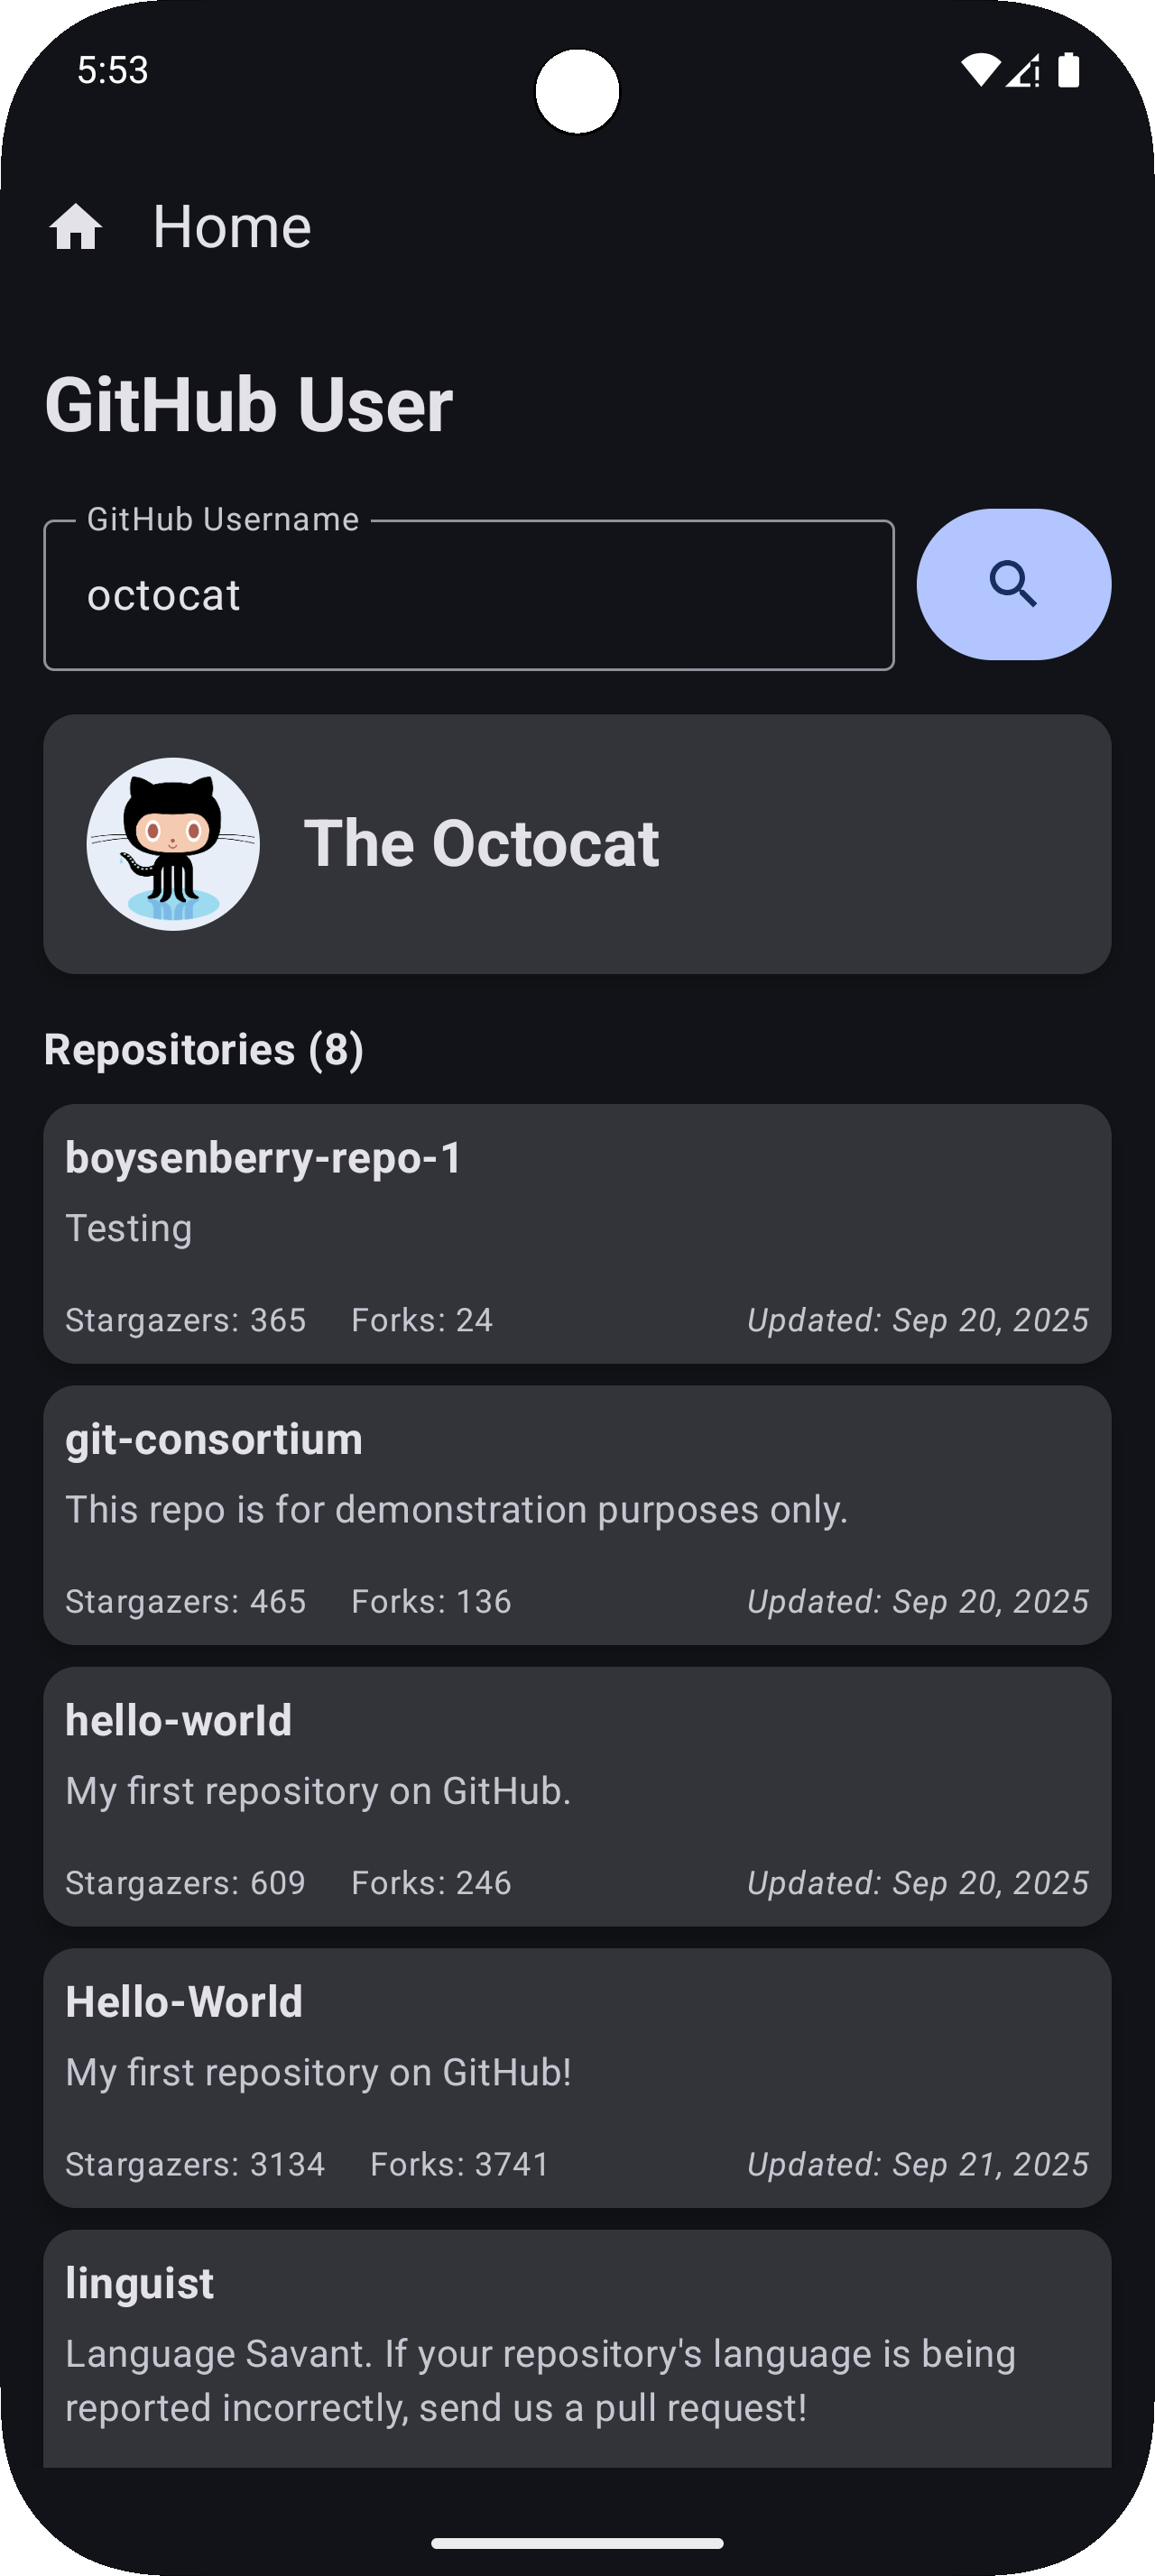 5:53
Home
GitHub User
GitHub Username
octocat
The Octocat
Repositories (8)
boysenberry-repo-1
Testing
Stargazers: 365 Forks: 24 Updated: Sep 20, 2025
git-consortium
This repo is for demonstration purposes only.
Stargazers: 465 Forks: 136 Updated: Sep 20, 2025
hello-world
My first repository on GitHub.
Stargazers: 609 Forks: 246 Updated: Sep 20, 2025
Hello-World
My first repository on GitHub!
Stargazers: 3134 Forks: 3741 Updated: Sep 21, 2025
linguist
Language Savant. If your repository's language is being
reported incorrectly, send us a pull request!